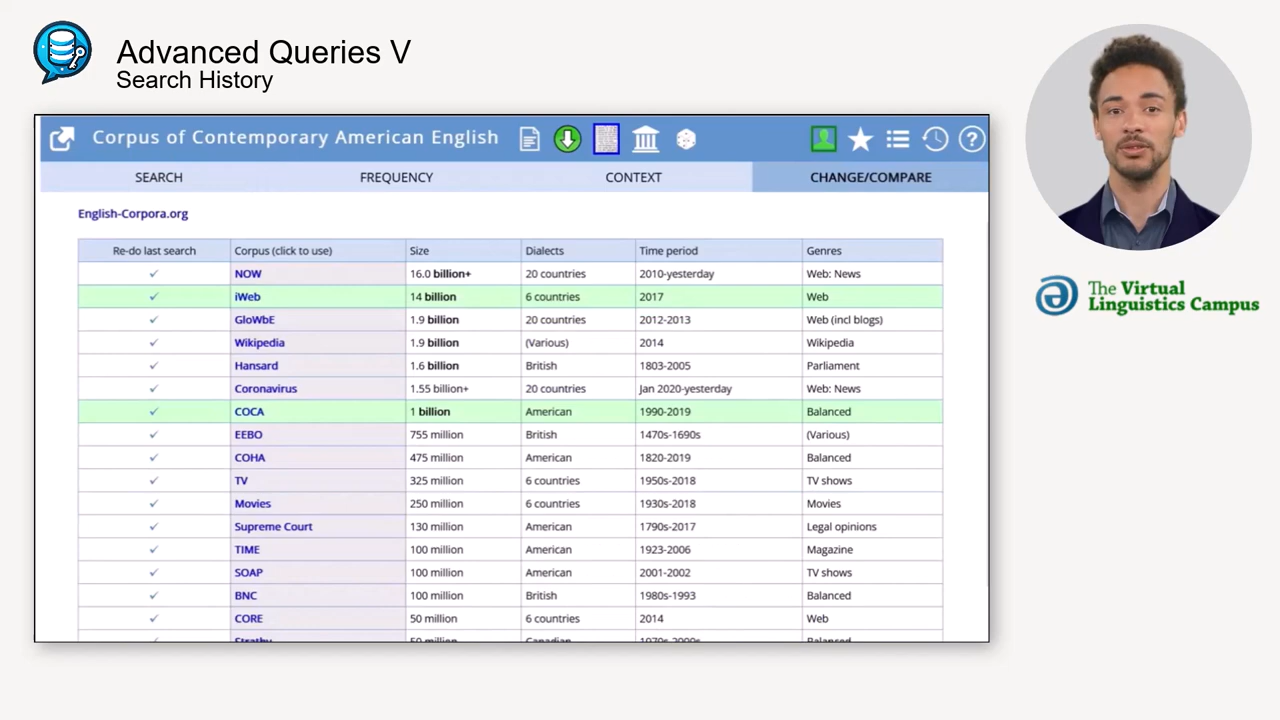 Advanced Queries V
Search History
Corpus of Contemporary American English
SEARCH FREQUENCY CONTEXT CHANGE/COMPARE
English-Corpora.org
Re-do last search Corpus (click to use) Size Dialects Time period Genres
✓ NOW 16.0 billion+ 20 countries 2010-yesterday Web: News
✓ iWeb 14 billion 6 countries 2017 Web
✓ GloWbE 1.9 billion 20 countries 2012-2013 Web (incl blogs)
✓ Wikipedia 1.9 billion (Various) 2014 Wikipedia
✓ Hansard 1.6 billion British 1803-2005 Parliament
✓ Coronavirus 1.55 billion+ 20 countries Jan 2020-yesterday Web: News
✓ COCA 1 billion American 1990-2019 Balanced
✓ EEBO 755 million British 1470s-1690s (Various)
✓ COHA 475 million American 1820-2019 Balanced
✓ TV 325 million 6 countries 1950s-2018 TV shows
✓ Movies 250 million 6 countries 1930s-2018 Movies
✓ Supreme Court 130 million American 1790s-2017 Legal opinions
✓ TIME 100 million American 1923-2006 Magazine
✓ SOAP 100 million American 2001-2002 TV shows
✓ BNC 100 million British 1980s-1993 Balanced
✓ CORE 50 million 6 countries 2014 Web
✓ Strathy 50 million Canadian 1970s-2000s Balanced
The Virtual
Linguistics Campus